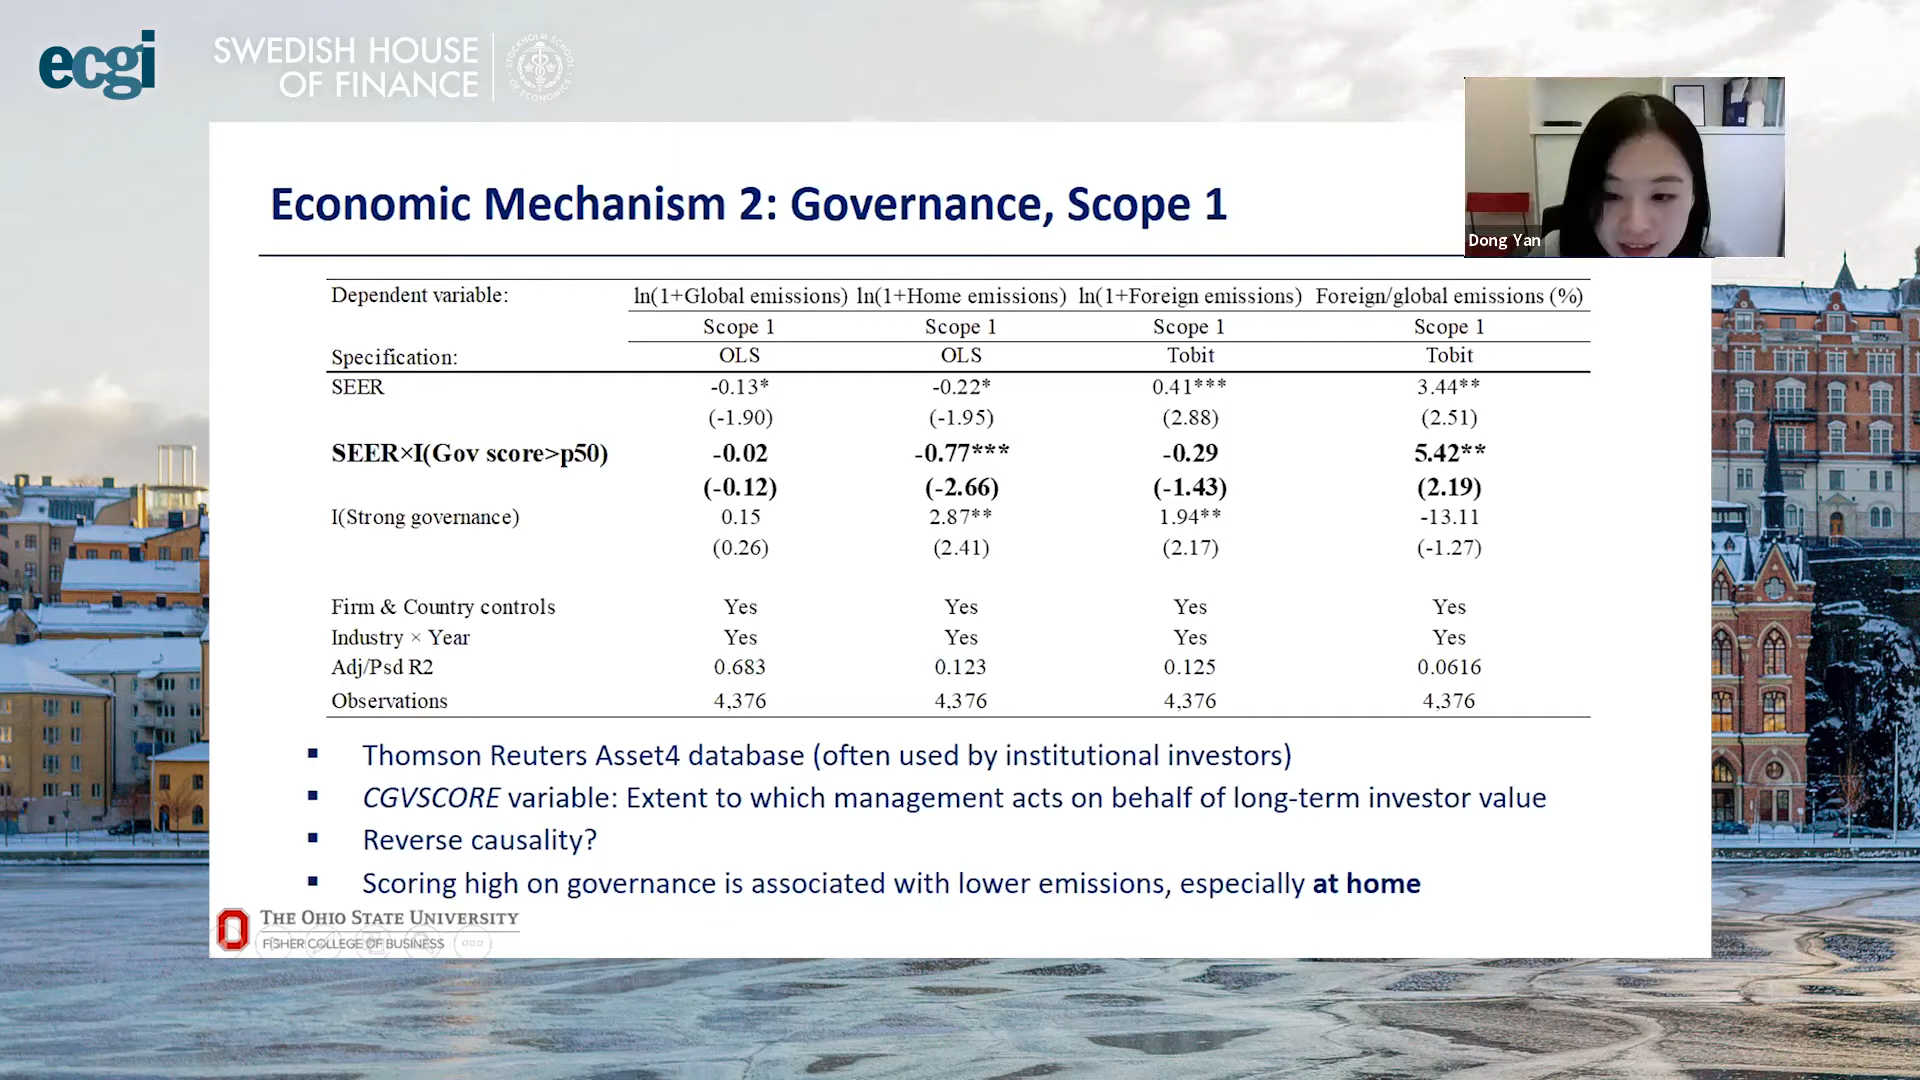 ecgi
SWEDISH HOUSE
OF FINANCE
STOCKHOLM SCHOOL
OF ECONOMICS
Dong Yan
Economic Mechanism 2: Governance, Scope 1
Dependent variable: ln(1+Global emissions) ln(1+Home emissions) ln(1+Foreign emissions) Foreign/global emissions (%)
Scope 1 Scope 1 Scope 1 Scope 1
Specification: OLS OLS Tobit Tobit
SEER -0.13* -0.22* 0.41*** 3.44**
(-1.90) (-1.95) (2.88) (2.51)
SEER×I(Gov score>p50) -0.02 -0.77*** -0.29 5.42**
(-0.12) (-2.66) (-1.43) (2.19)
I(Strong governance) 0.15 2.87** 1.94** -13.11
(0.26) (2.41) (2.17) (-1.27)
Firm & Country controls Yes Yes Yes Yes
Industry × Year Yes Yes Yes Yes
Adj/Psd R2 0.683 0.123 0.125 0.0616
Observations 4,376 4,376 4,376 4,376
▪ Thomson Reuters Asset4 database (often used by institutional investors)
▪ CGVSCORE variable: Extent to which management acts on behalf of long-term investor value
▪ Reverse causality?
▪ Scoring high on governance is associated with lower emissions, especially at home
THE OHIO STATE UNIVERSITY
FISHER COLLEGE OF BUSINESS